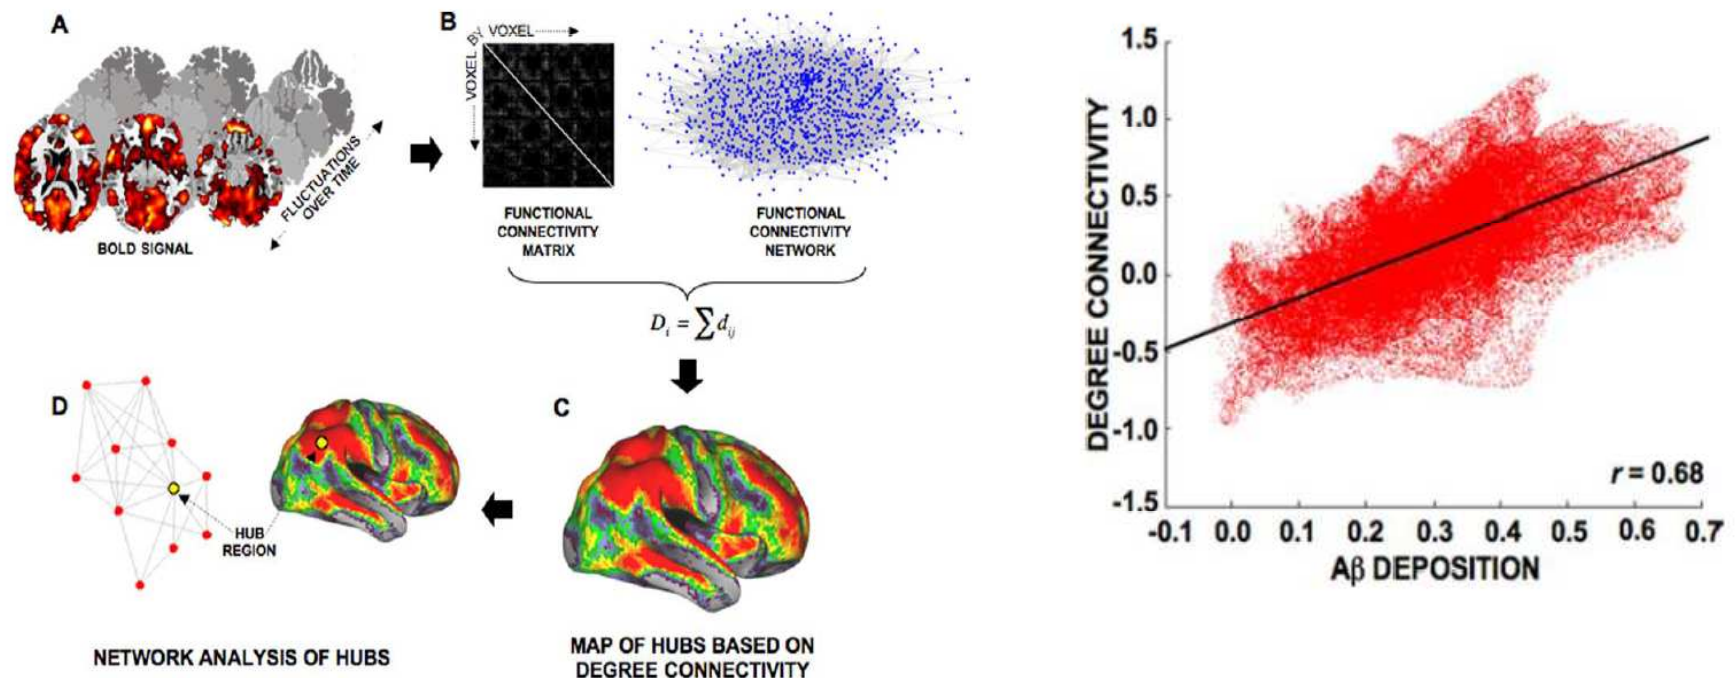 A
FLUCTUATIONS
OVER TIME
BOLD SIGNAL
B
VOXEL BY VOXEL
FUNCTIONAL
CONNECTIVITY
MATRIX
FUNCTIONAL
CONNECTIVITY
NETWORK
D_i = ∑d_ij
C
MAP OF HUBS BASED ON
DEGREE CONNECTIVITY
D
HUB
REGION
NETWORK ANALYSIS OF HUBS
DEGREE CONNECTIVITY
1.5
1.0
0.5
0.0
-0.5
-1.0
-1.5
r = 0.68
-0.1 0.0 0.1 0.2 0.3 0.4 0.5 0.6 0.7
Aβ DEPOSITION